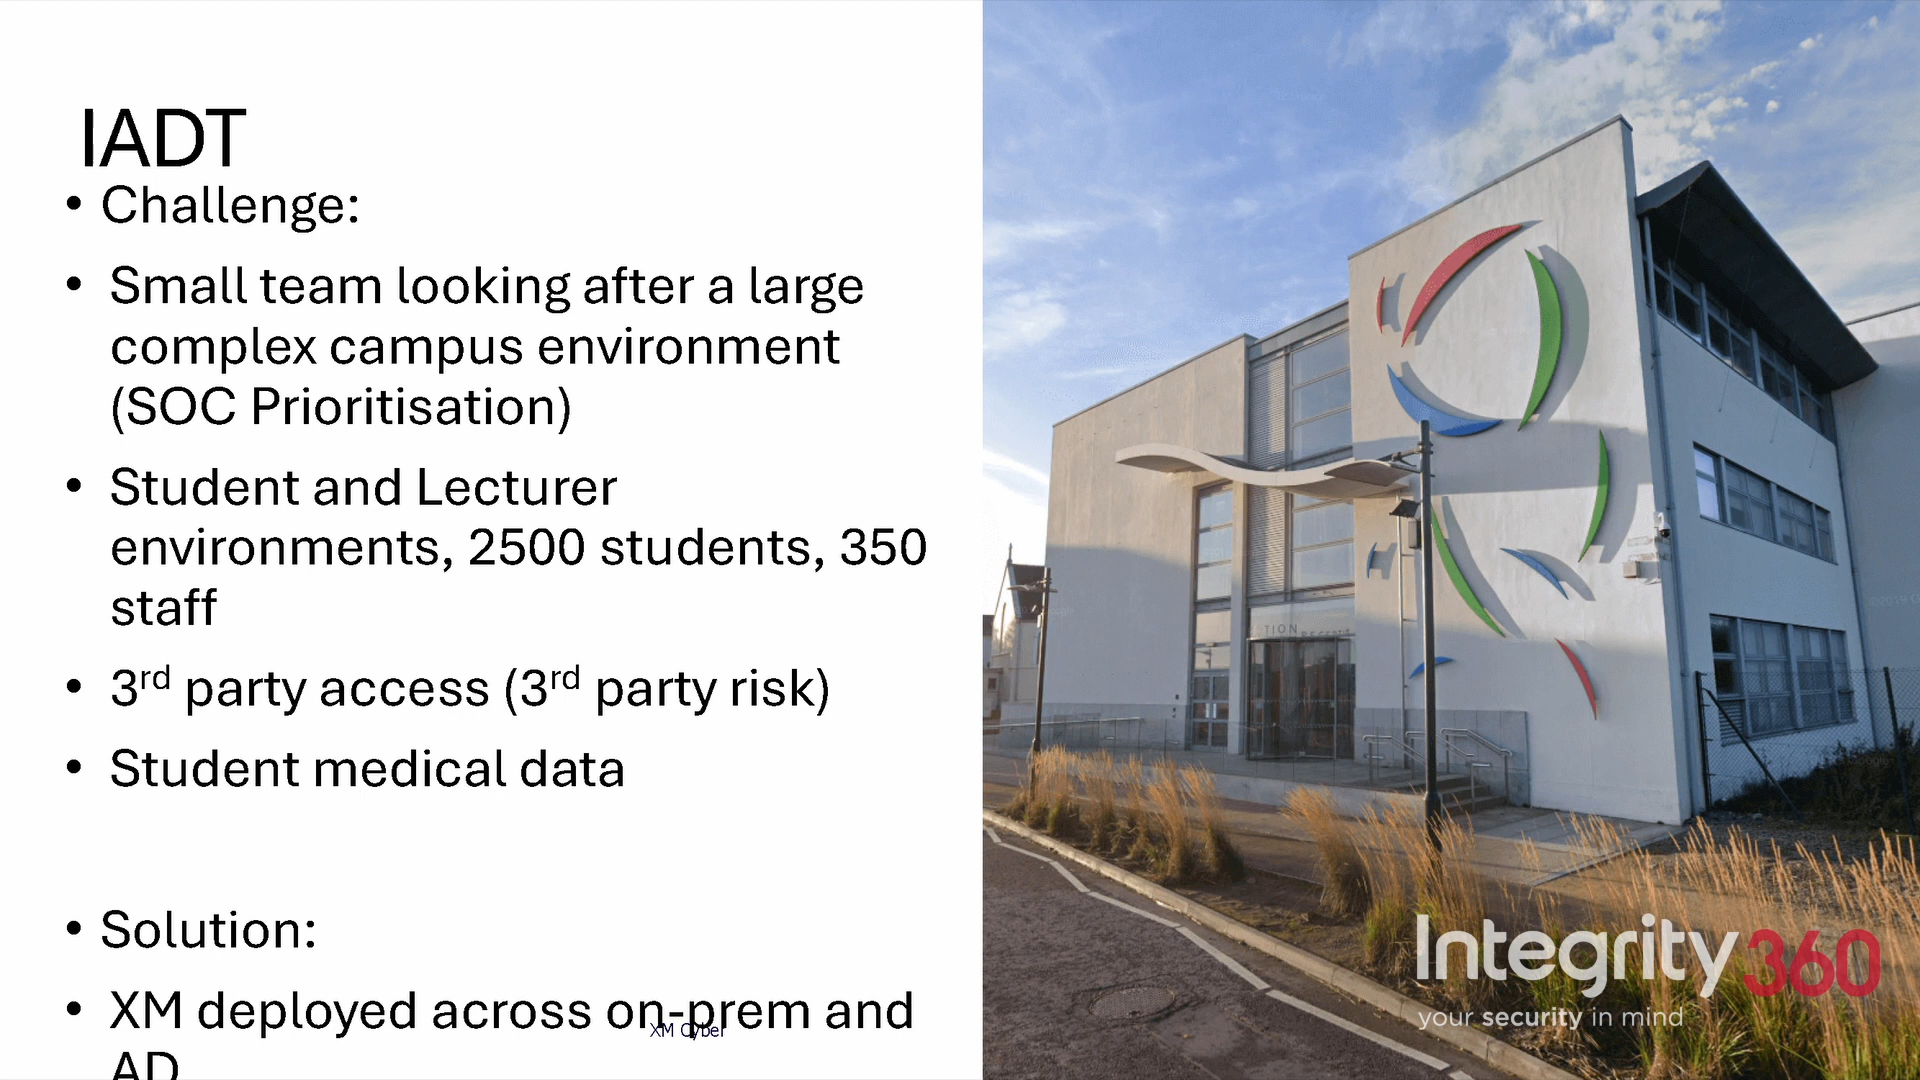 IADT
• Challenge:
• Small team looking after a large
complex campus environment
(SOC Prioritisation)
• Student and Lecturer
environments, 2500 students, 350
staff
• 3rd party access (3rd party risk)
• Student medical data
• Solution:
• XM deployed across on-prem and
AD
XM Cyber
TION
Integrity360
your security in mind